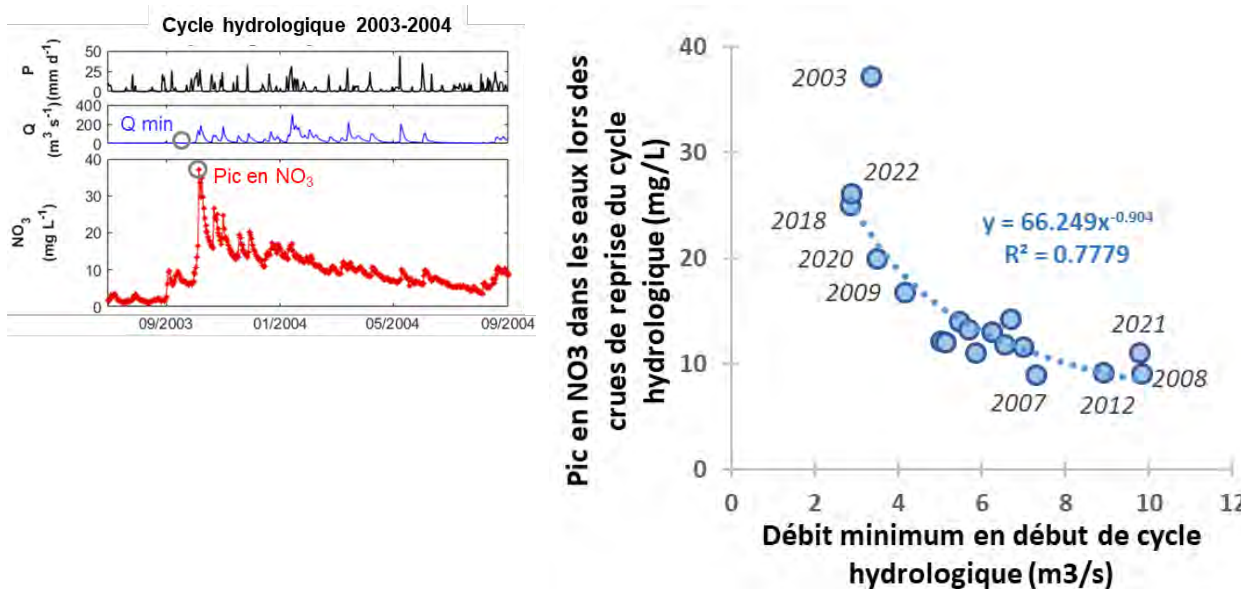 Cycle hydrologique 2003-2004
P
(mm d⁻¹)
50
25
0
Q
(m³ s⁻¹)
400
200
0
Q min
NO₃
(mg L⁻¹)
40
30
20
10
0
Pic en NO₃
09/2003
01/2004
05/2004
09/2004
Pic en NO3 dans les eaux lors des
crues de reprise du cycle
hydrologique (mg/L)
40
30
20
10
0
2003
2022
2018
2020
2009
y = 66.249x⁻⁰·⁹⁰⁴
R² = 0.7779
2021
2008
2007
2012
0
2
4
6
8
10
12
Débit minimum en début de cycle
hydrologique (m3/s)